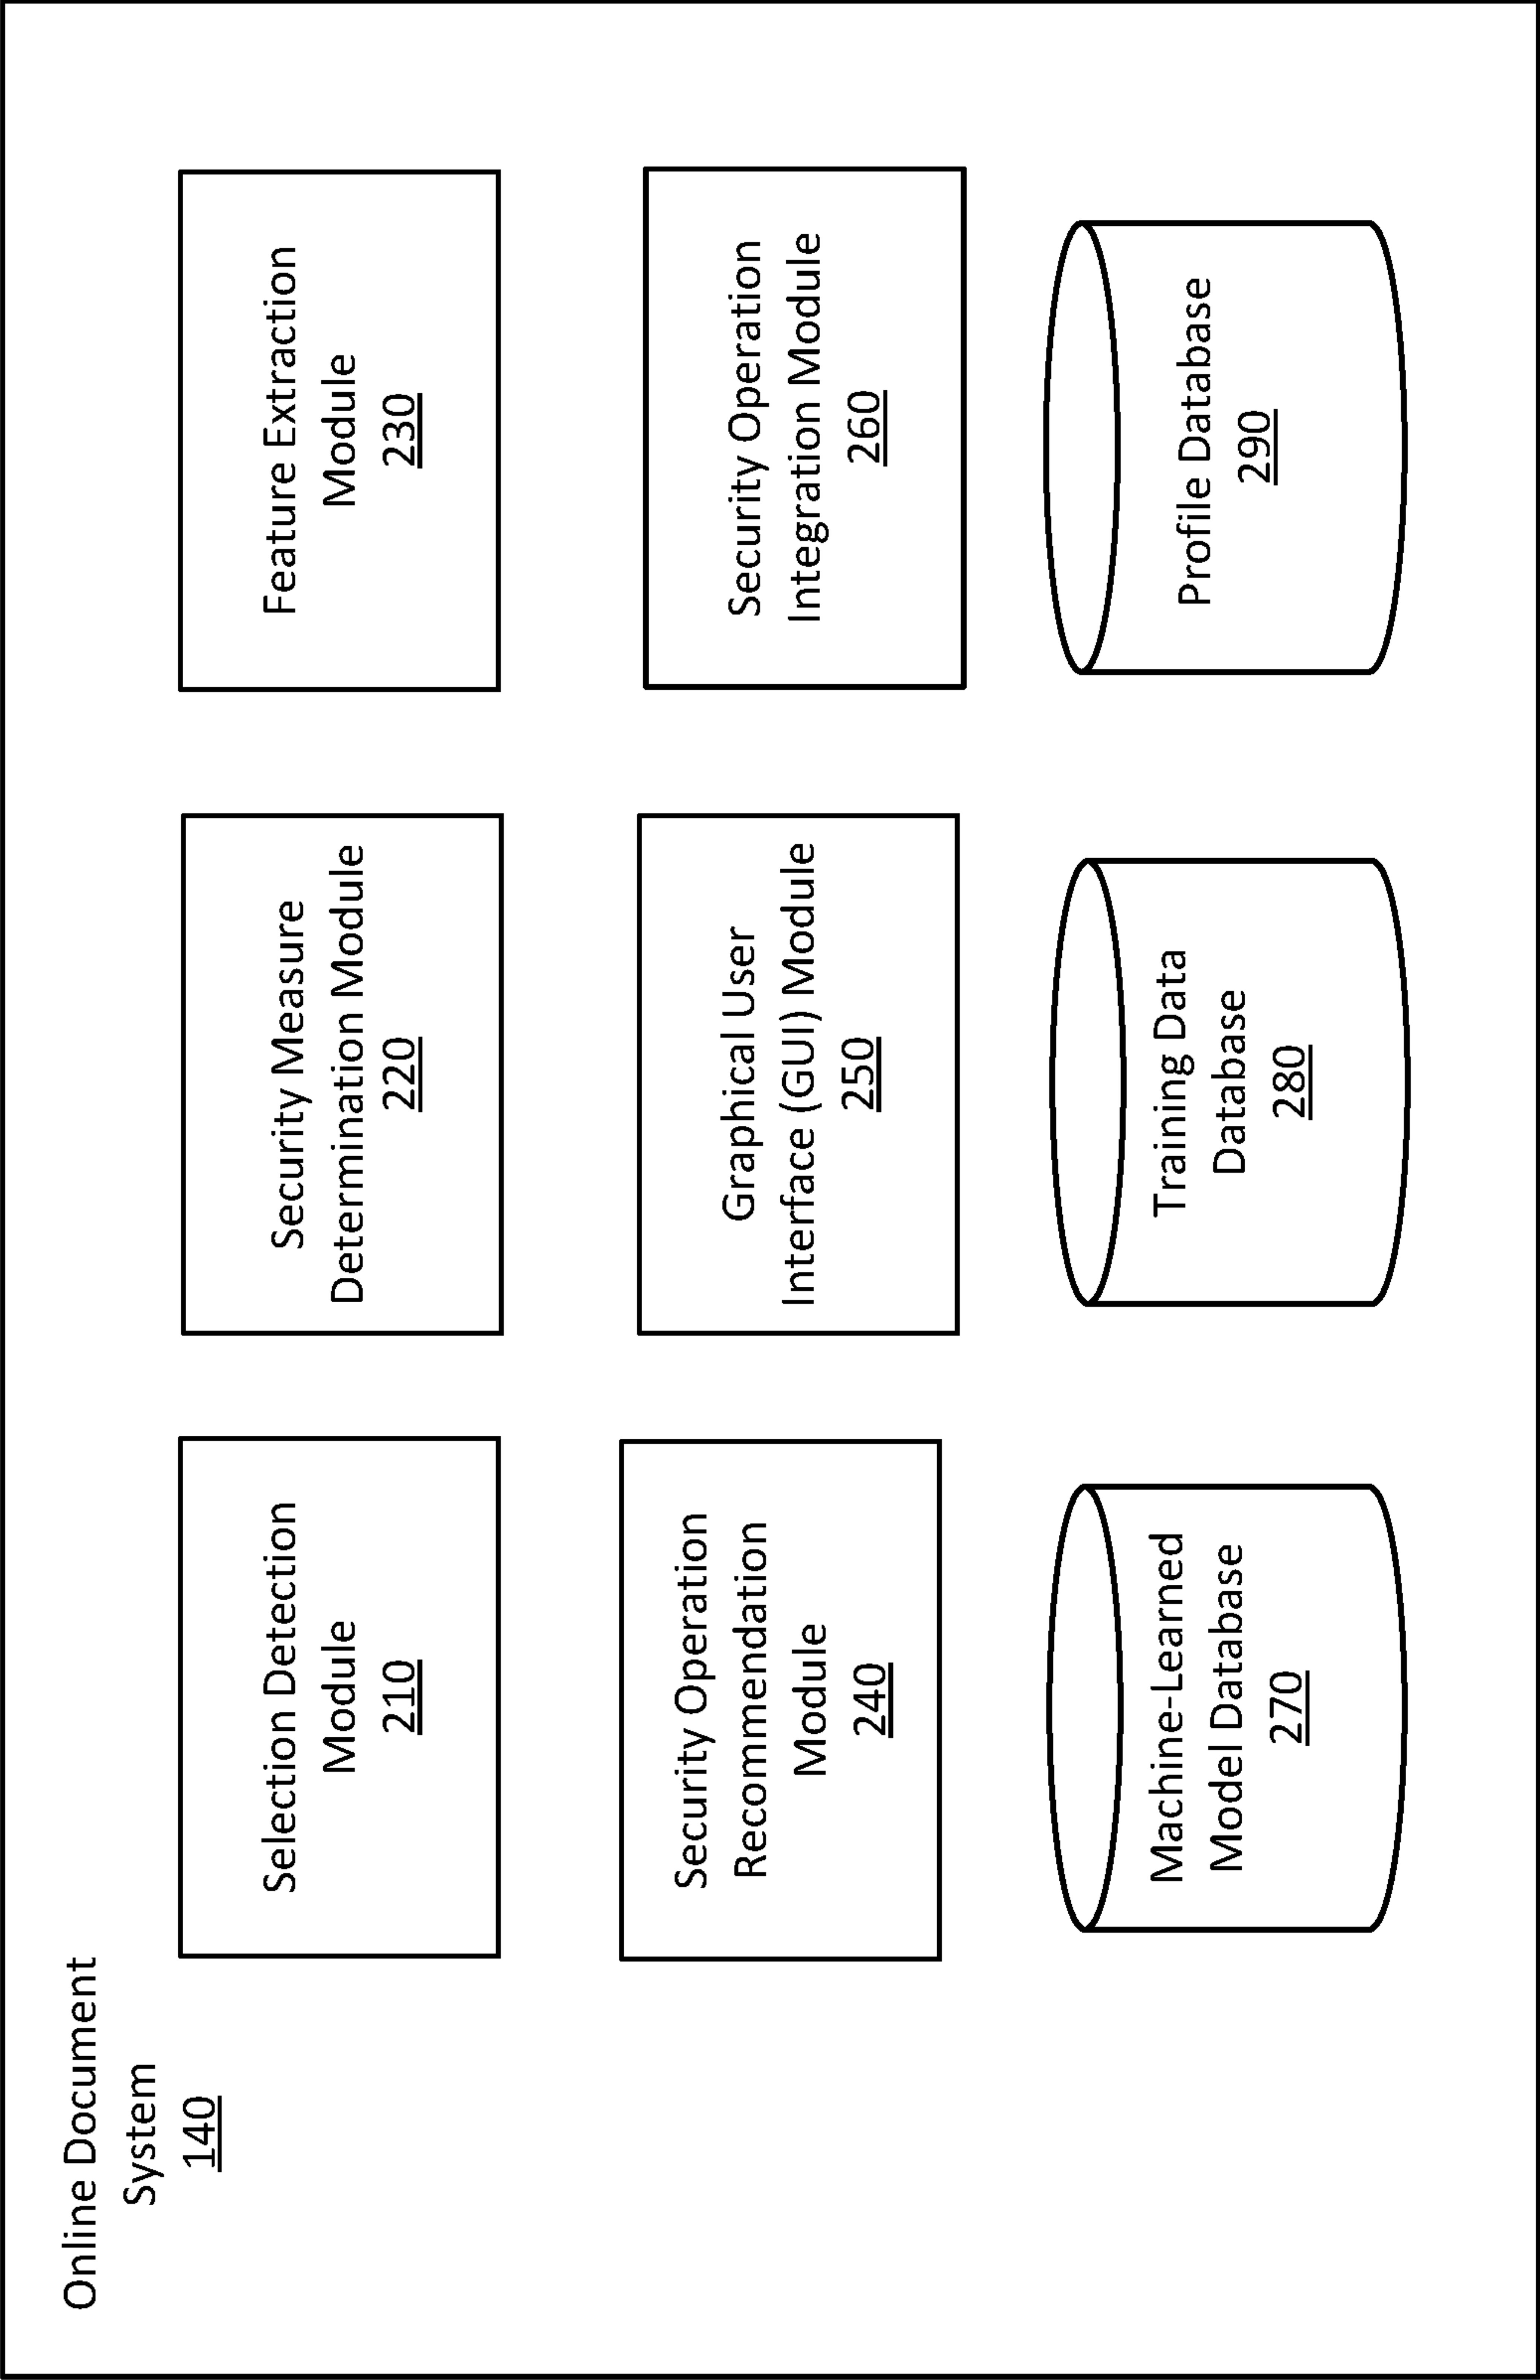 Online Document
System
140
Selection Detection
Module
210
Security Measure
Determination Module
220
Feature Extraction
Module
230
Security Operation
Recommendation
Module
240
Graphical User
Interface (GUI) Module
250
Security Operation
Integration Module
260
Machine-Learned
Model Database
270
Training Data
Database
280
Profile Database
290